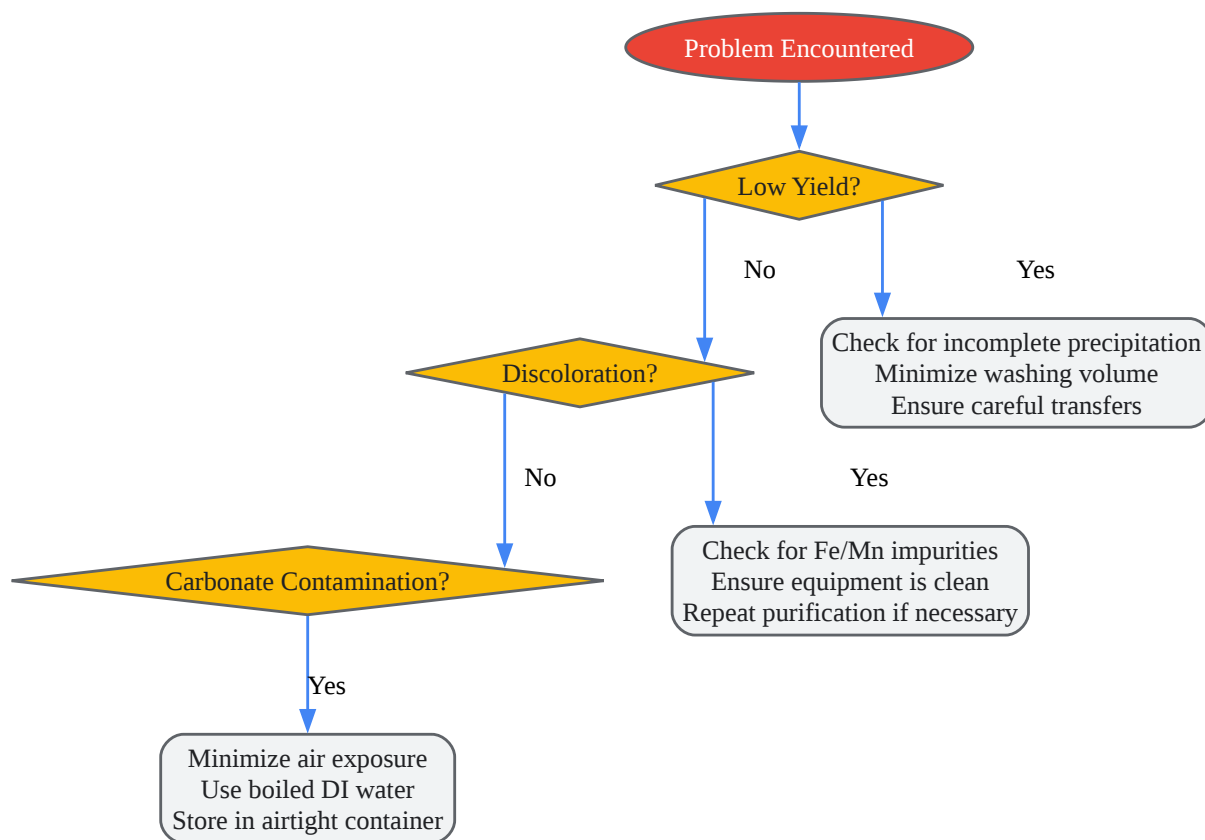 Problem Encountered
Low Yield?
No
Yes
Check for incomplete precipitation
Minimize washing volume
Ensure careful transfers
Discoloration?
No
Yes
Check for Fe/Mn impurities
Ensure equipment is clean
Repeat purification if necessary
Carbonate Contamination?
Yes
Minimize air exposure
Use boiled DI water
Store in airtight container